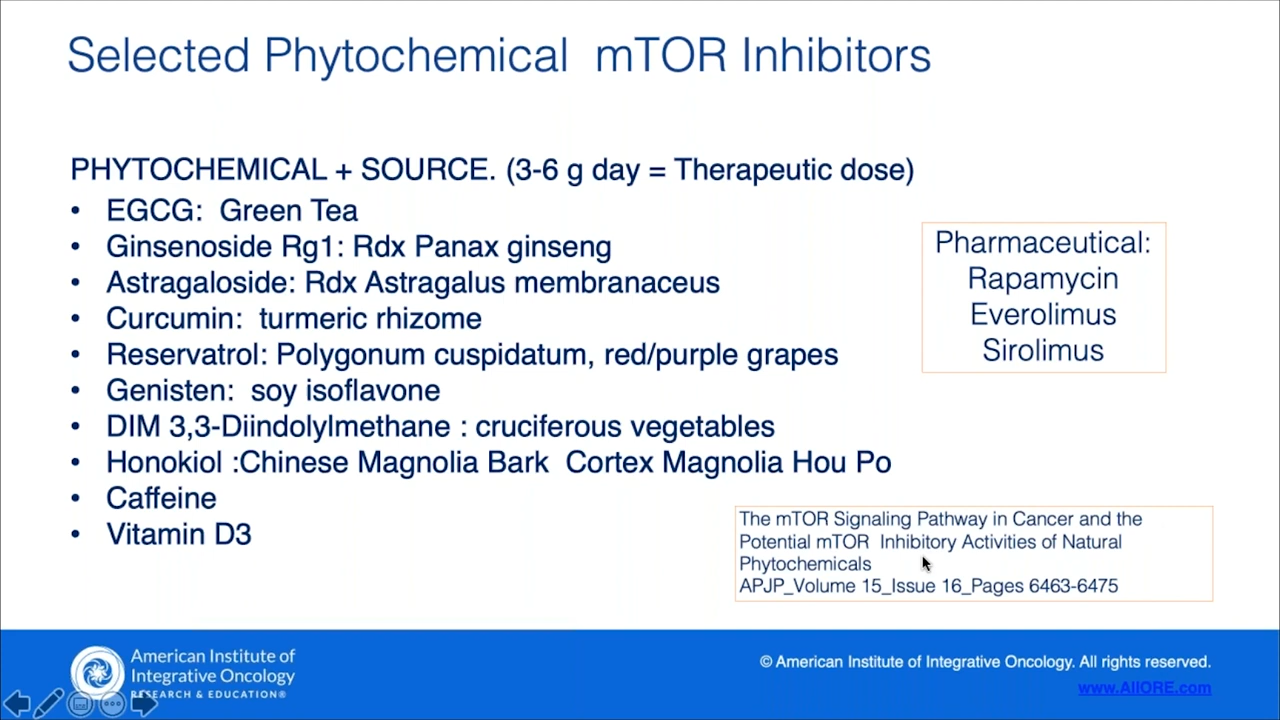 Selected Phytochemical mTOR Inhibitors
PHYTOCHEMICAL + SOURCE. (3-6 g day = Therapeutic dose)
• EGCG: Green Tea
• Ginsenoside Rg1: Rdx Panax ginseng
• Astragaloside: Rdx Astragalus membranaceus
• Curcumin: turmeric rhizome
• Reservatrol: Polygonum cuspidatum, red/purple grapes
• Genisten: soy isoflavone
• DIM 3,3-Diindolylmethane : cruciferous vegetables
• Honokiol :Chinese Magnolia Bark Cortex Magnolia Hou Po
• Caffeine
• Vitamin D3
Pharmaceutical:
Rapamycin
Everolimus
Sirolimus
The mTOR Signaling Pathway in Cancer and the
Potential mTOR Inhibitory Activities of Natural
Phytochemicals
APJP_Volume 15_Issue 16_Pages 6463-6475
American Institute of
Integrative Oncology
RESEARCH & EDUCATION®
© American Institute of Integrative Oncology. All rights reserved.
www.AIIORE.com